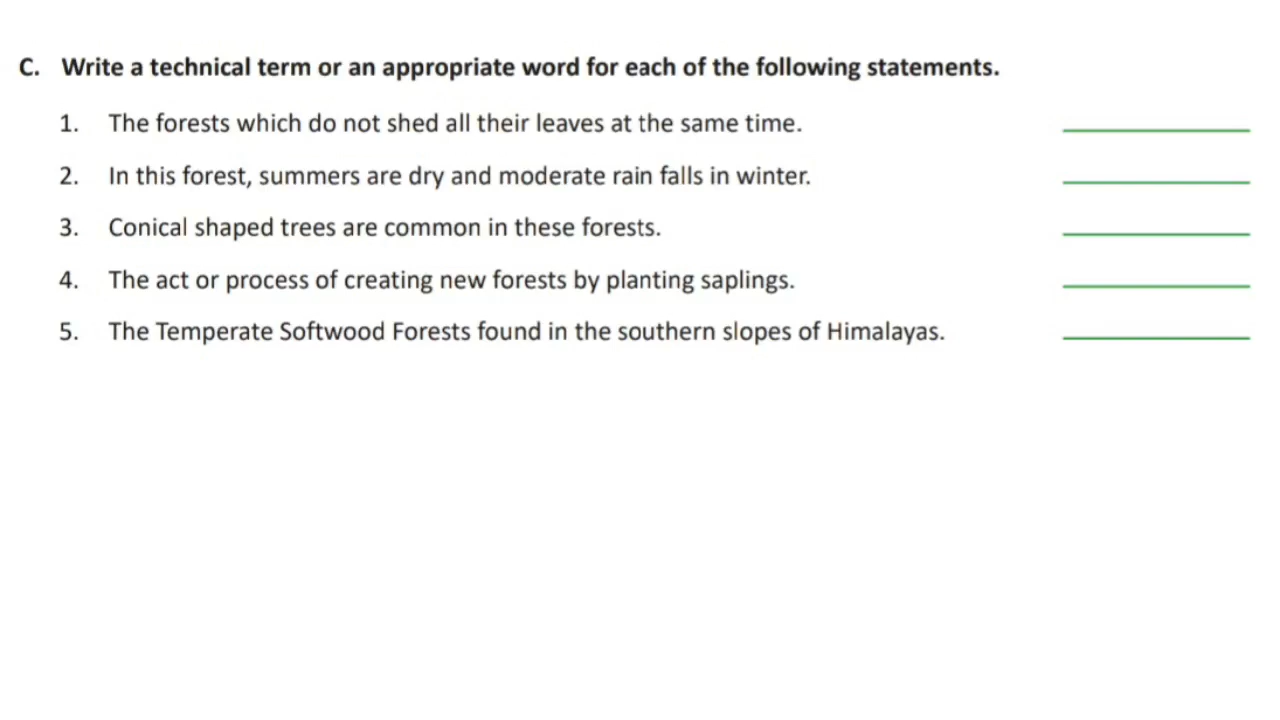 C. Write a technical term or an appropriate word for each of the following statements.
1. The forests which do not shed all their leaves at the same time.
2. In this forest, summers are dry and moderate rain falls in winter.
3. Conical shaped trees are common in these forests.
4. The act or process of creating new forests by planting saplings.
5. The Temperate Softwood Forests found in the southern slopes of Himalayas.